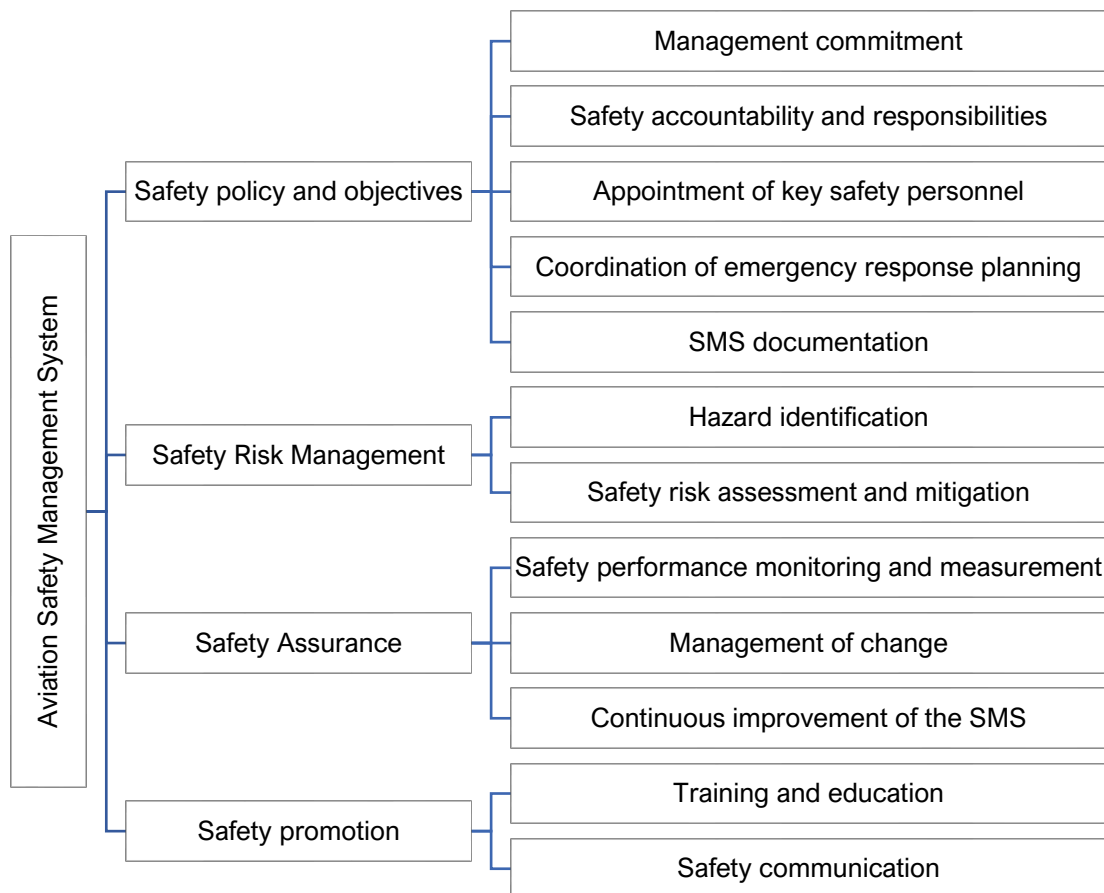 Aviation Safety Management System
Safety policy and objectives
Management commitment
Safety accountability and responsibilities
Appointment of key safety personnel
Coordination of emergency response planning
SMS documentation
Safety Risk Management
Hazard identification
Safety risk assessment and mitigation
Safety Assurance
Safety performance monitoring and measurement
Management of change
Continuous improvement of the SMS
Safety promotion
Training and education
Safety communication